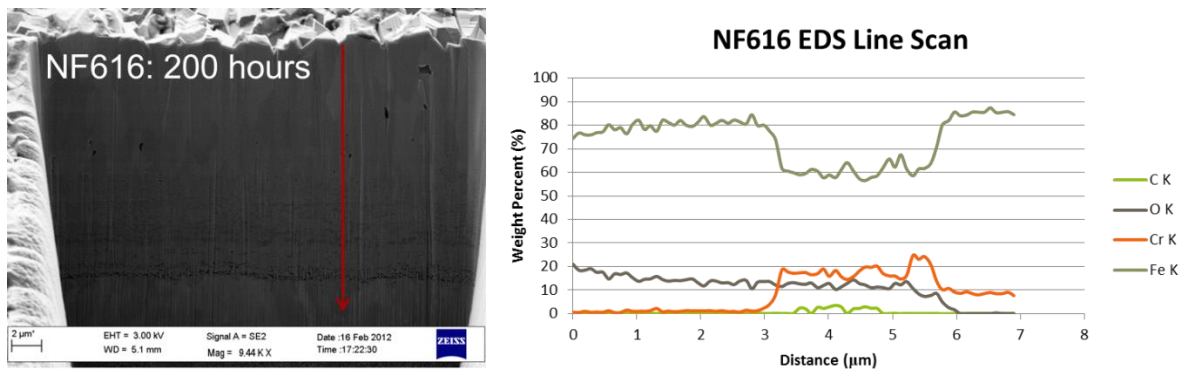 NF616: 200 hours
2 µm*
EHT = 3.00 kV
WD = 5.1 mm
Signal A = SE2
Mag = 9.44 K X
Date :16 Feb 2012
Time :17:22:30
ZEISS
NF616 EDS Line Scan
Weight Percent (%)
100
90
80
70
60
50
40
30
20
10
0
0 1 2 3 4 5 6 7 8
Distance (µm)
C K
O K
Cr K
Fe K